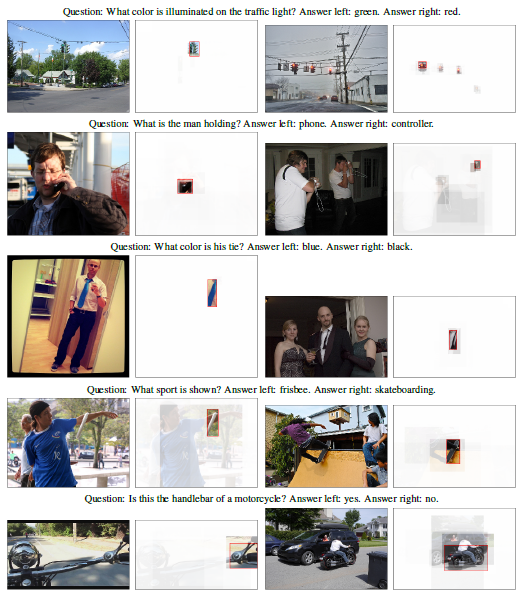 Question: What color is illuminated on the traffic light? Answer left: green. Answer right: red.
Question: What is the man holding? Answer left: phone. Answer right: controller.
Question: What color is his tie? Answer left: blue. Answer right: black.
Question: What sport is shown? Answer left: frisbee. Answer right: skateboarding.
Question: Is this the handlebar of a motorcycle? Answer left: yes. Answer right: no.